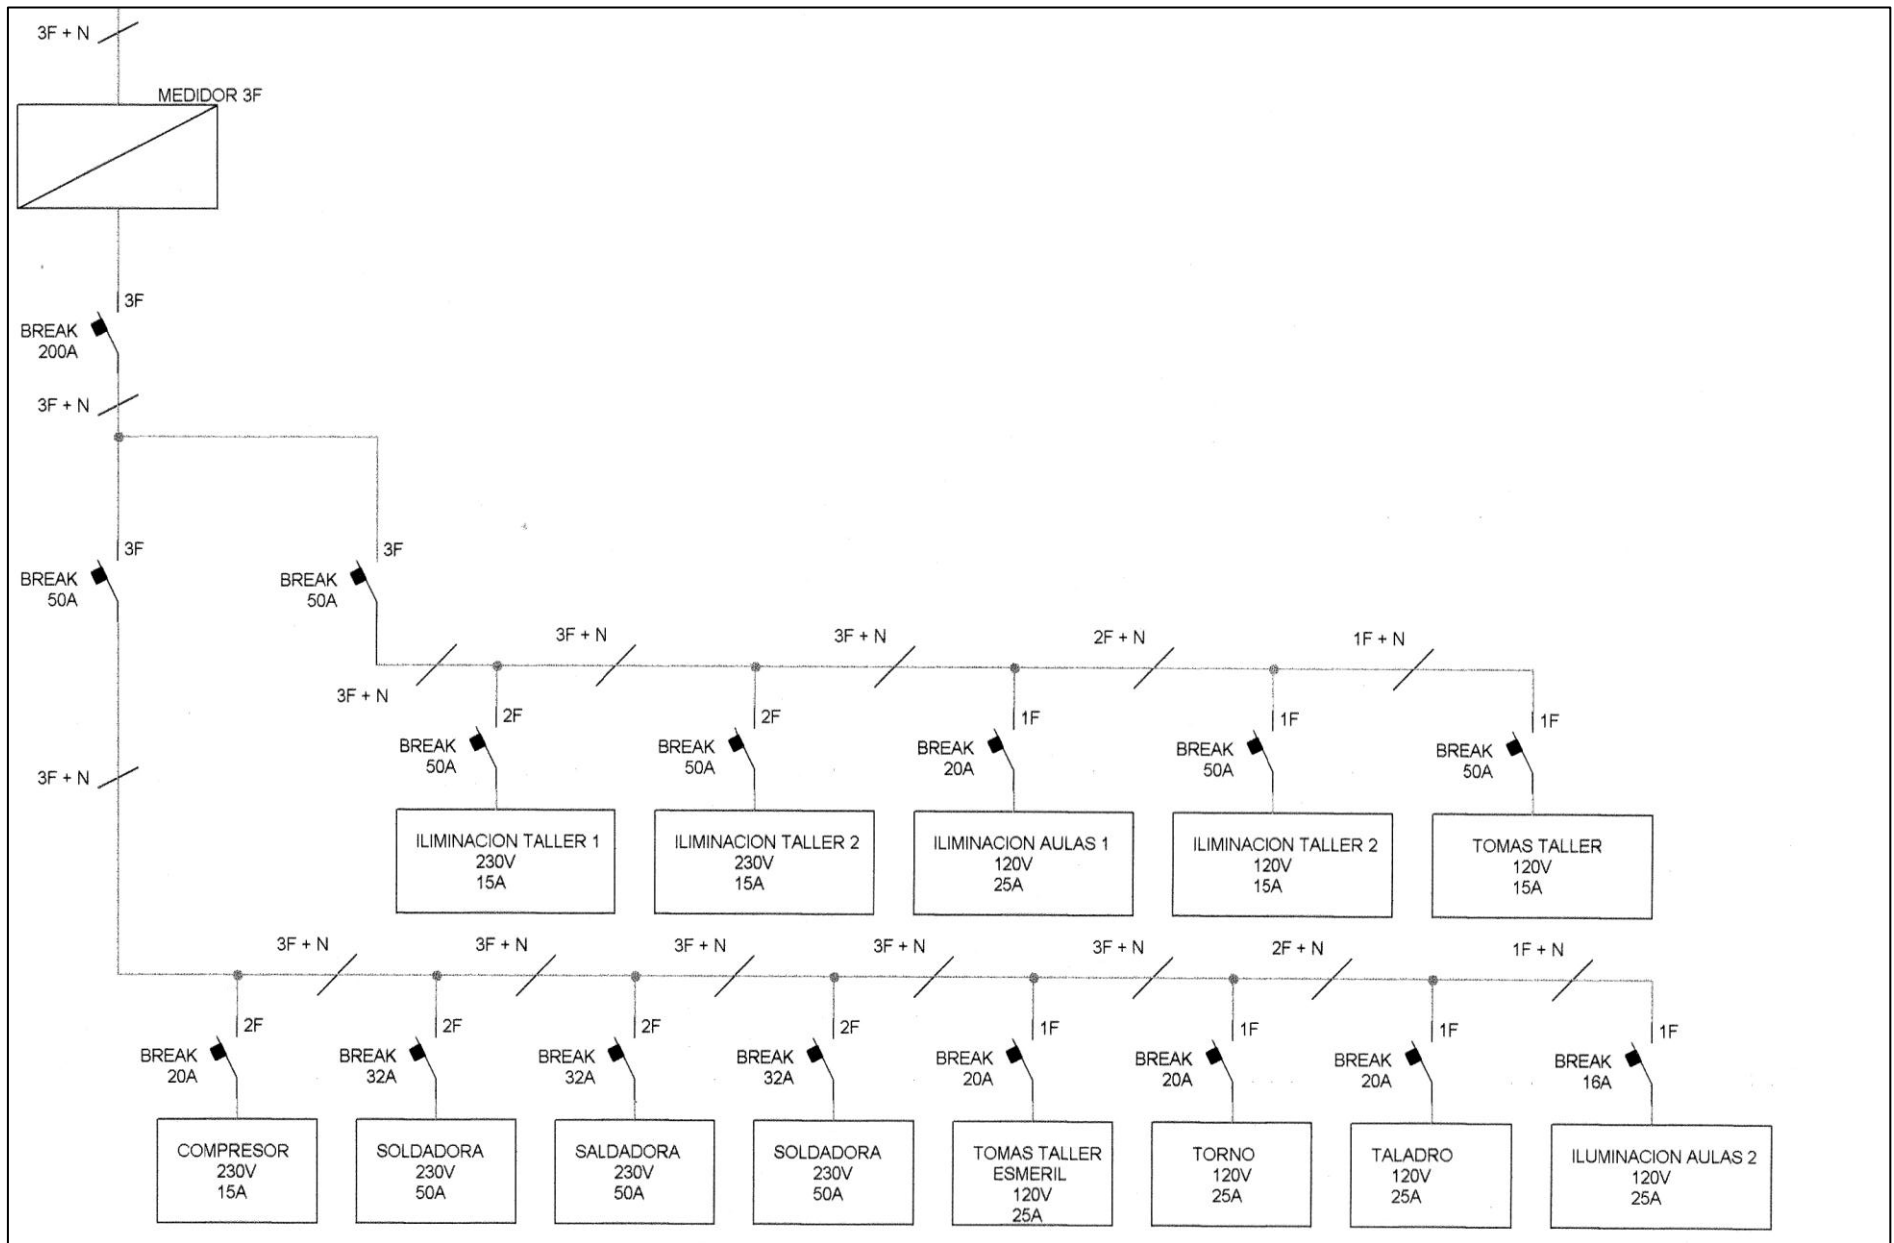 3F + N
MEDIDOR 3F
3F
BREAK
200A
3F + N
3F
BREAK
50A
3F
BREAK
50A
3F + N
3F + N
3F + N
2F + N
1F + N
3F + N
2F
BREAK
50A
2F
BREAK
50A
1F
BREAK
20A
1F
BREAK
50A
1F
BREAK
50A
3F + N
ILIMINACION TALLER 1
230V
15A
ILIMINACION TALLER 2
230V
15A
ILIMINACION AULAS 1
120V
25A
ILIMINACION TALLER 2
120V
15A
TOMAS TALLER
120V
15A
3F + N
3F + N
3F + N
3F + N
3F + N
2F + N
1F + N
2F
BREAK
20A
2F
BREAK
32A
2F
BREAK
32A
2F
BREAK
32A
1F
BREAK
20A
1F
BREAK
20A
1F
BREAK
20A
1F
BREAK
16A
COMPRESOR
230V
15A
SOLDADORA
230V
50A
SALDADORA
230V
50A
SOLDADORA
230V
50A
TOMAS TALLER
ESMERIL
120V
25A
TORNO
120V
25A
TALADRO
120V
25A
ILUMINACION AULAS 2
120V
25A